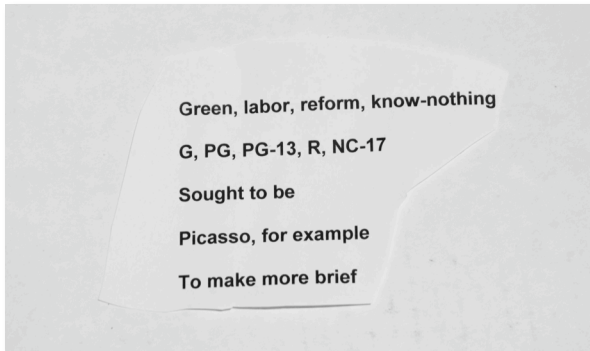 Green, labor, reform, know-nothing
G, PG, PG-13, R, NC-17
Sought to be
Picasso, for example
To make more brief